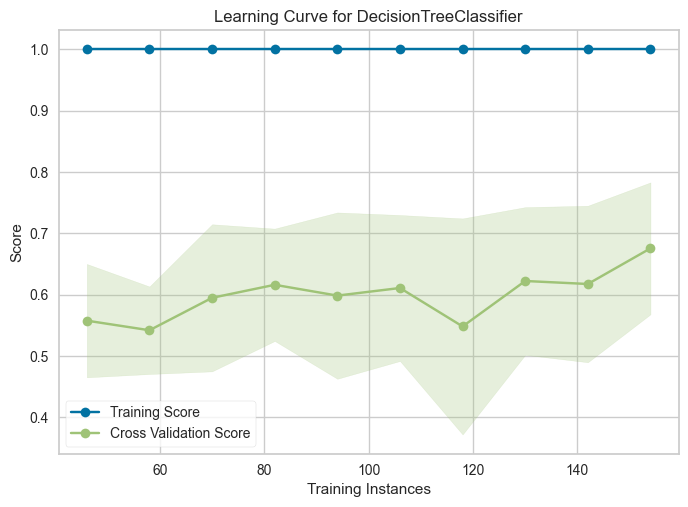 Learning Curve for DecisionTreeClassifier
1.0
0.9
0.8
0.7
0.6
0.5
0.4
Score
Training Score
Cross Validation Score
60 80 100 120 140
Training Instances